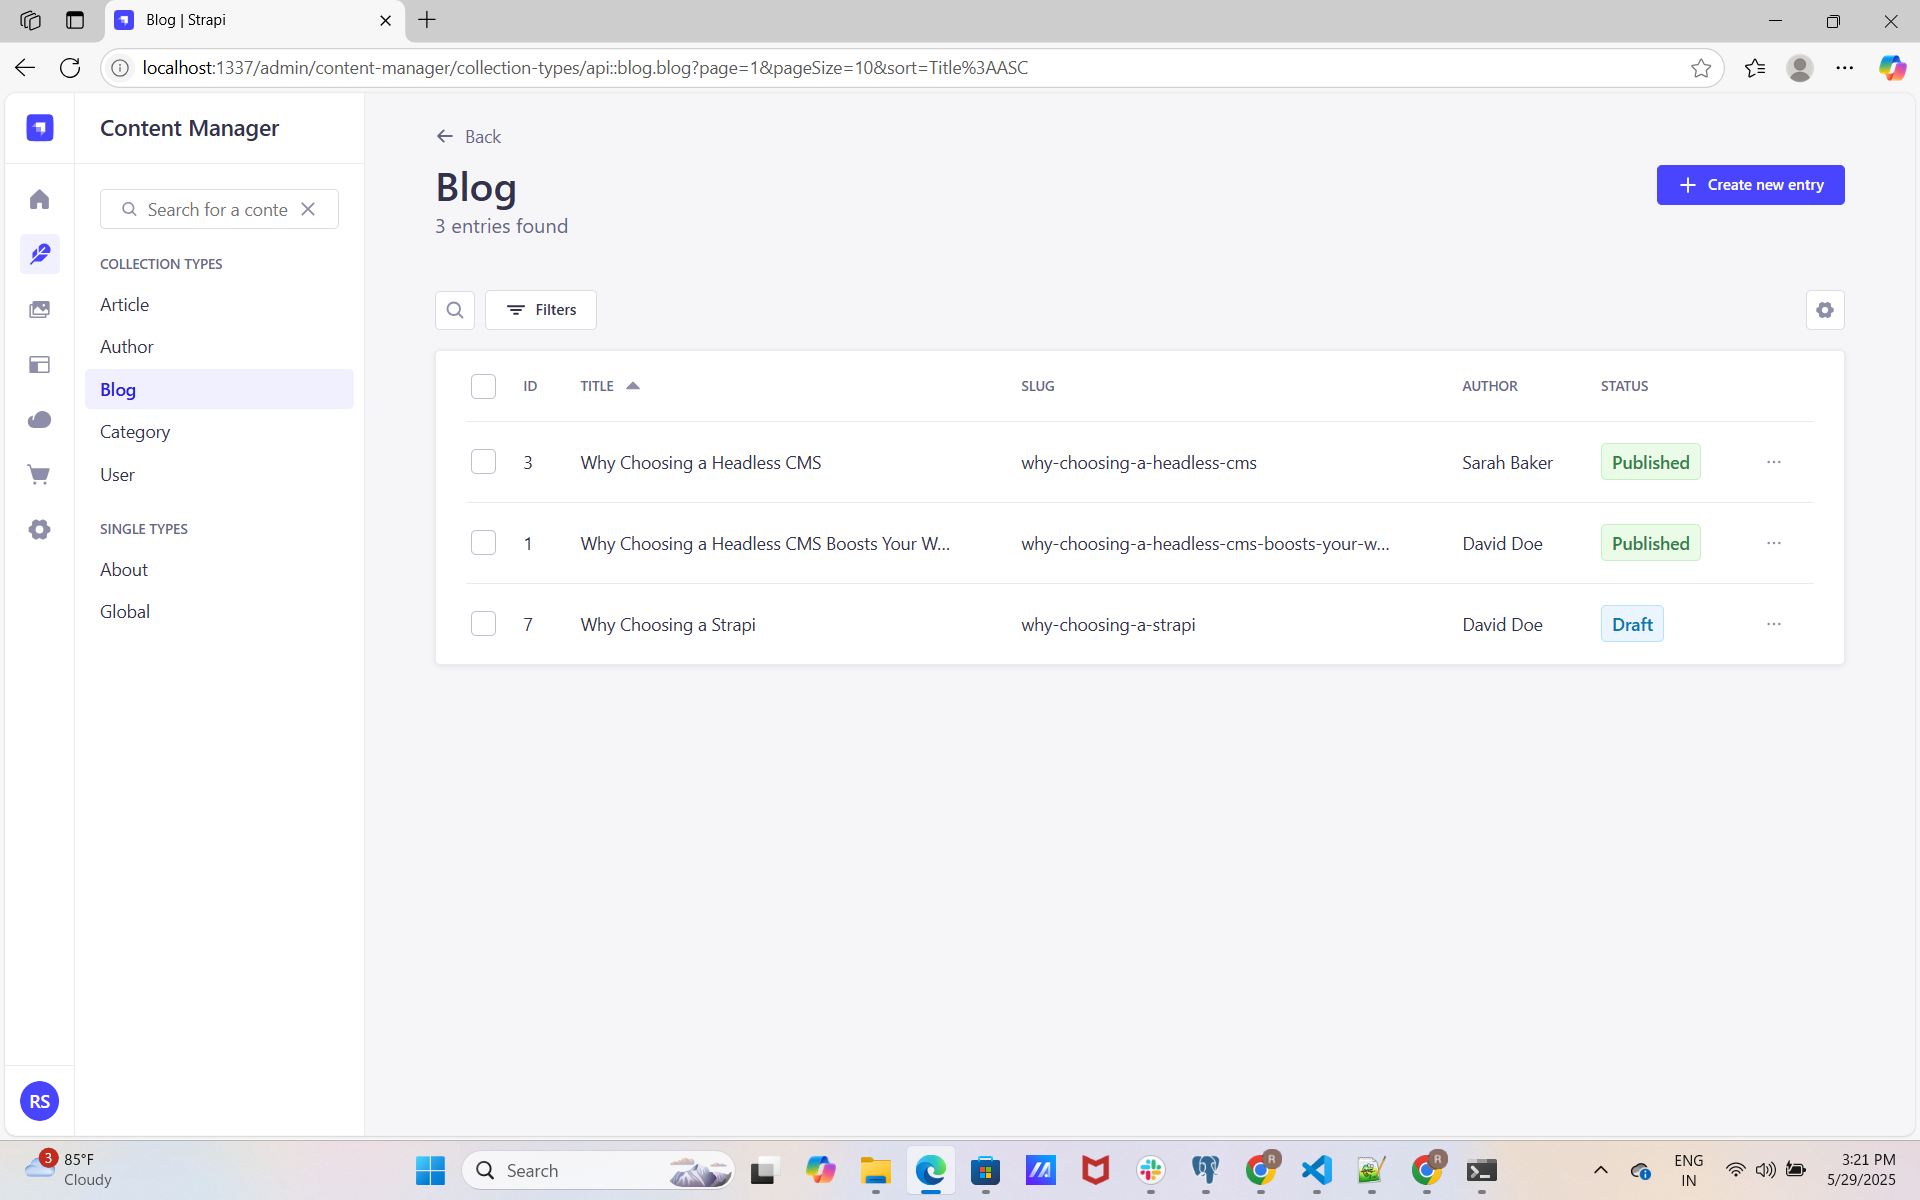 Blog | Strapi
localhost:1337/admin/content-manager/collection-types/api::blog.blog?page=1&pageSize=10&sort=Title%3AASC
Content Manager
Search for a conte
COLLECTION TYPES
Article
Author
Blog
Category
User
SINGLE TYPES
About
Global
RS
Back
Blog
3 entries found
Create new entry
Filters
ID TITLE SLUG AUTHOR STATUS
3 Why Choosing a Headless CMS why-choosing-a-headless-cms Sarah Baker Published
1 Why Choosing a Headless CMS Boosts Your W... why-choosing-a-headless-cms-boosts-your-w... David Doe Published
7 Why Choosing a Strapi why-choosing-a-strapi David Doe Draft
3
85°F
Cloudy
Search
R
R
ENG
IN
3:21 PM
5/29/2025